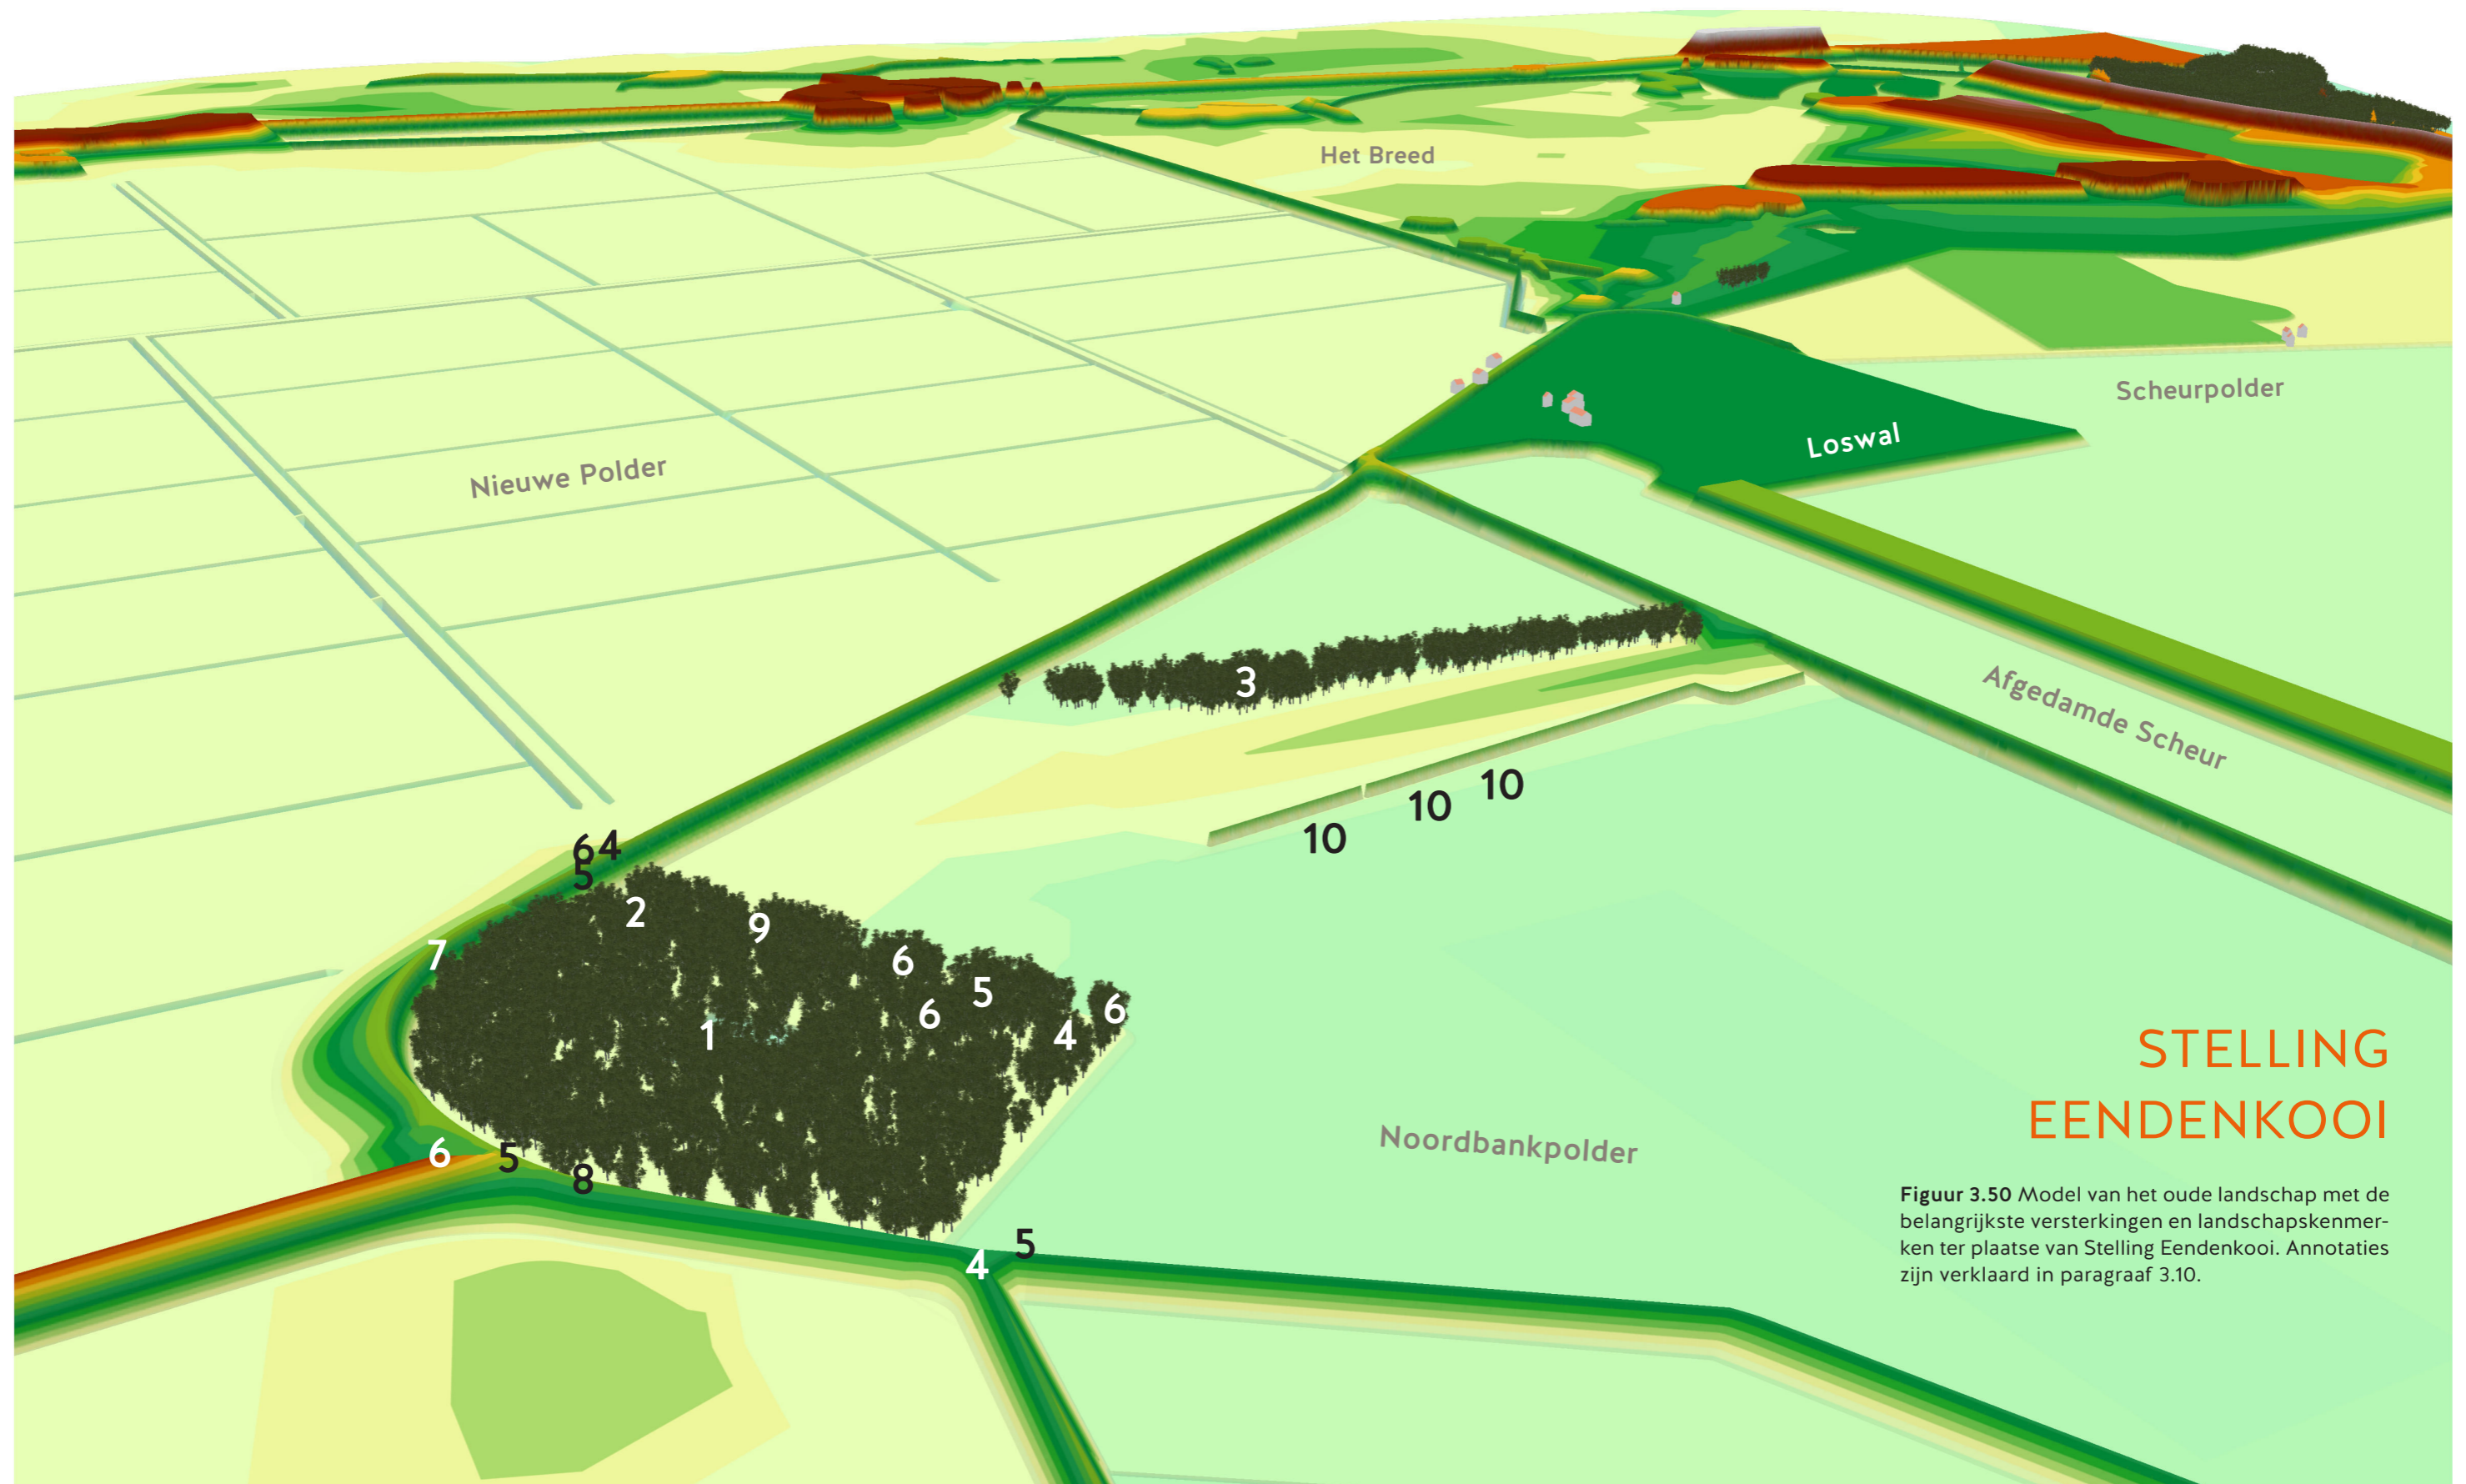 Het Breed
Scheurpolder
Loswal
Nieuwe Polder
3
Afgedamde Scheur
10
10
10
64
5
2
9
7
6
5
6
6
1
4
STELLING
EENDENKOOI
6
5
8
Noordbankpolder
Figuur 3.50 Model van het oude landschap met de
belangrijkste versterkingen en landschapskenmer-
ken ter plaatse van Stelling Eendenkooi. Annotaties
zijn verklaard in paragraaf 3.10.
5
4